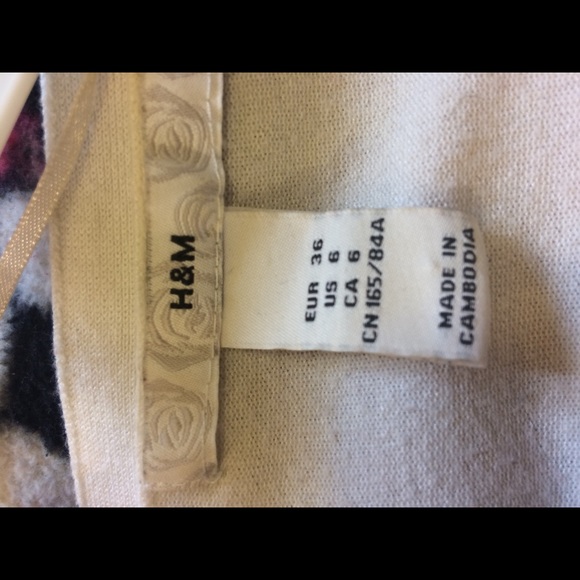 H&M
EUR 36
US 6
CA 6
CN 165/84A
MADE IN
CAMBODIA